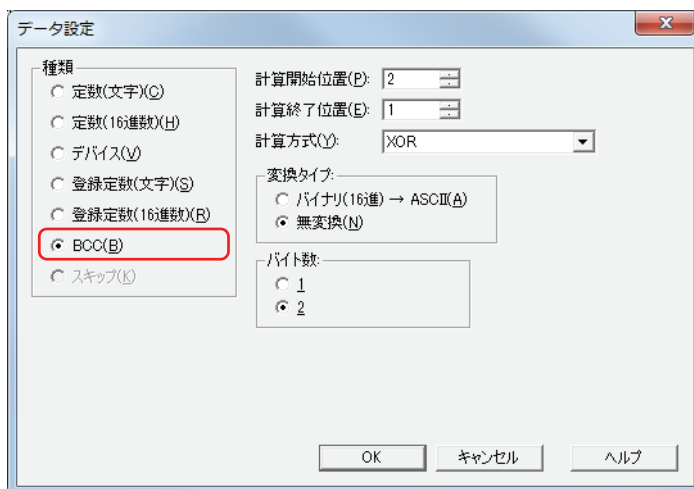 データ設定
種類
定数(文字)(C)
定数(16進数)(H)
デバイス(V)
登録定数(文字)(S)
登録定数(16進数)(R)
BCC(B)
スキップ(K)
計算開始位置(P): 2
計算終了位置(E): 1
計算方式(Y): XOR
変換タイプ:
バイナリ(16進) → ASCII(A)
無変換(N)
バイト数:
1
2
OK キャンセル ヘルプ